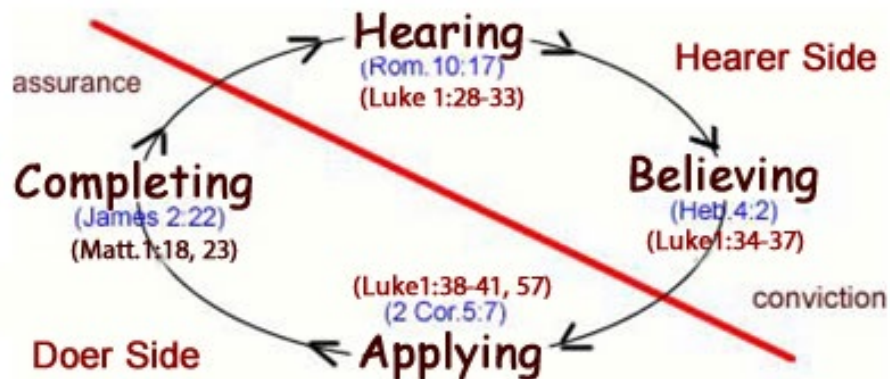 Hearing
(Rom.10:17)
(Luke 1:28-33)
Hearer Side
assurance
Believing
(Heb.4:2)
(Luke1:34-37)
Completing
(James 2:22)
(Matt.1:18, 23)
(Luke1:38-41, 57)
(2 Cor.5:7)
Applying
conviction
Doer Side